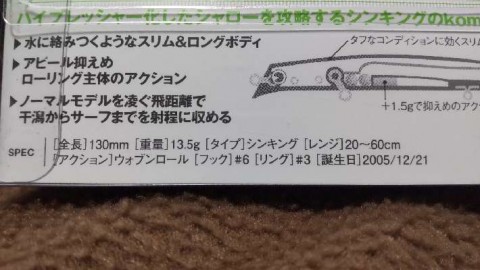 ハイプレッシャー化したシャローを攻略するシンキングのkom
▶水に絡みつくようなスリム&ロングボディ
▶アピール抑えめ
ローリング主体のアクション
▶ノーマルモデルを凌ぐ飛距離で
干潟からサーフまでを射程に収める
タフなコンディションに効くスリム
+1.5gで抑えめのアク
SPEC
[全長]130mm [重量]13.5g [タイプ]シンキング [レンジ]20~60cm
[アクション]ウォブンロール [フック]#6 [リング]#3 [誕生日]2005/12/21